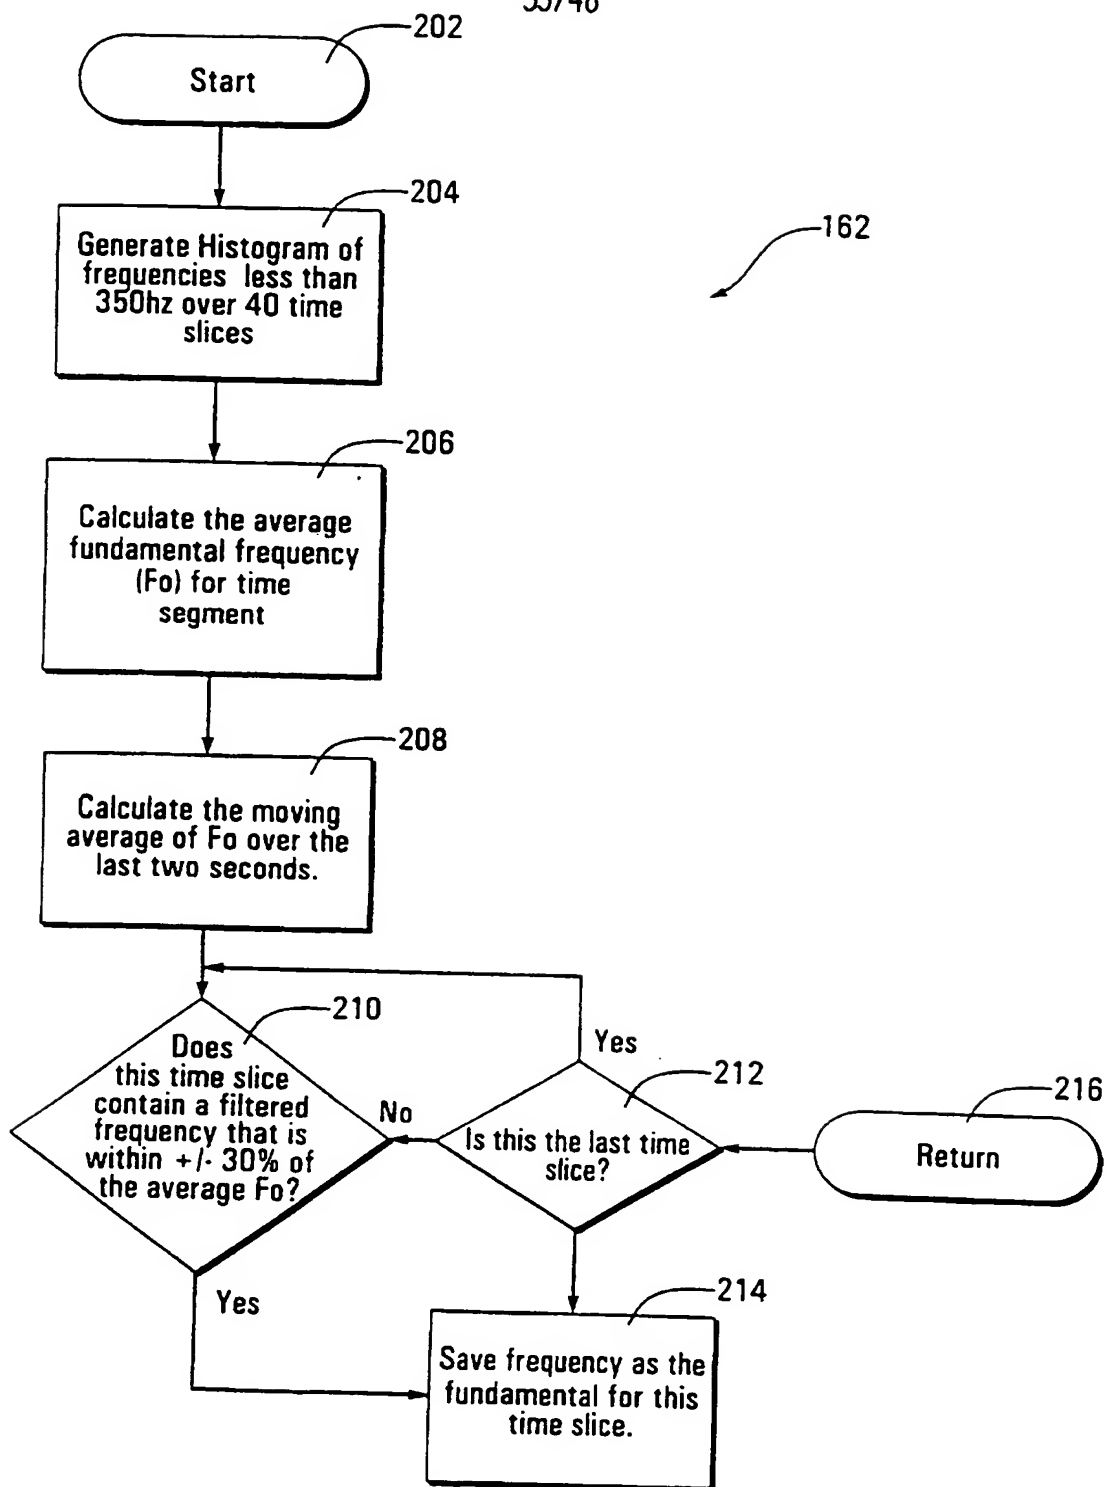 202
Start
204
Generate Histogram of
frequencies less than
350hz over 40 time
slices
162
206
Calculate the average
fundamental frequency
(Fo) for time
segment
208
Calculate the moving
average of Fo over the
last two seconds.
210
Does
this time slice
contain a filtered
frequency that is
within +/- 30% of
the average Fo?
No
Yes
212
Is this the last time
slice?
216
Return
Yes
214
Save frequency as the
fundamental for this
time slice.